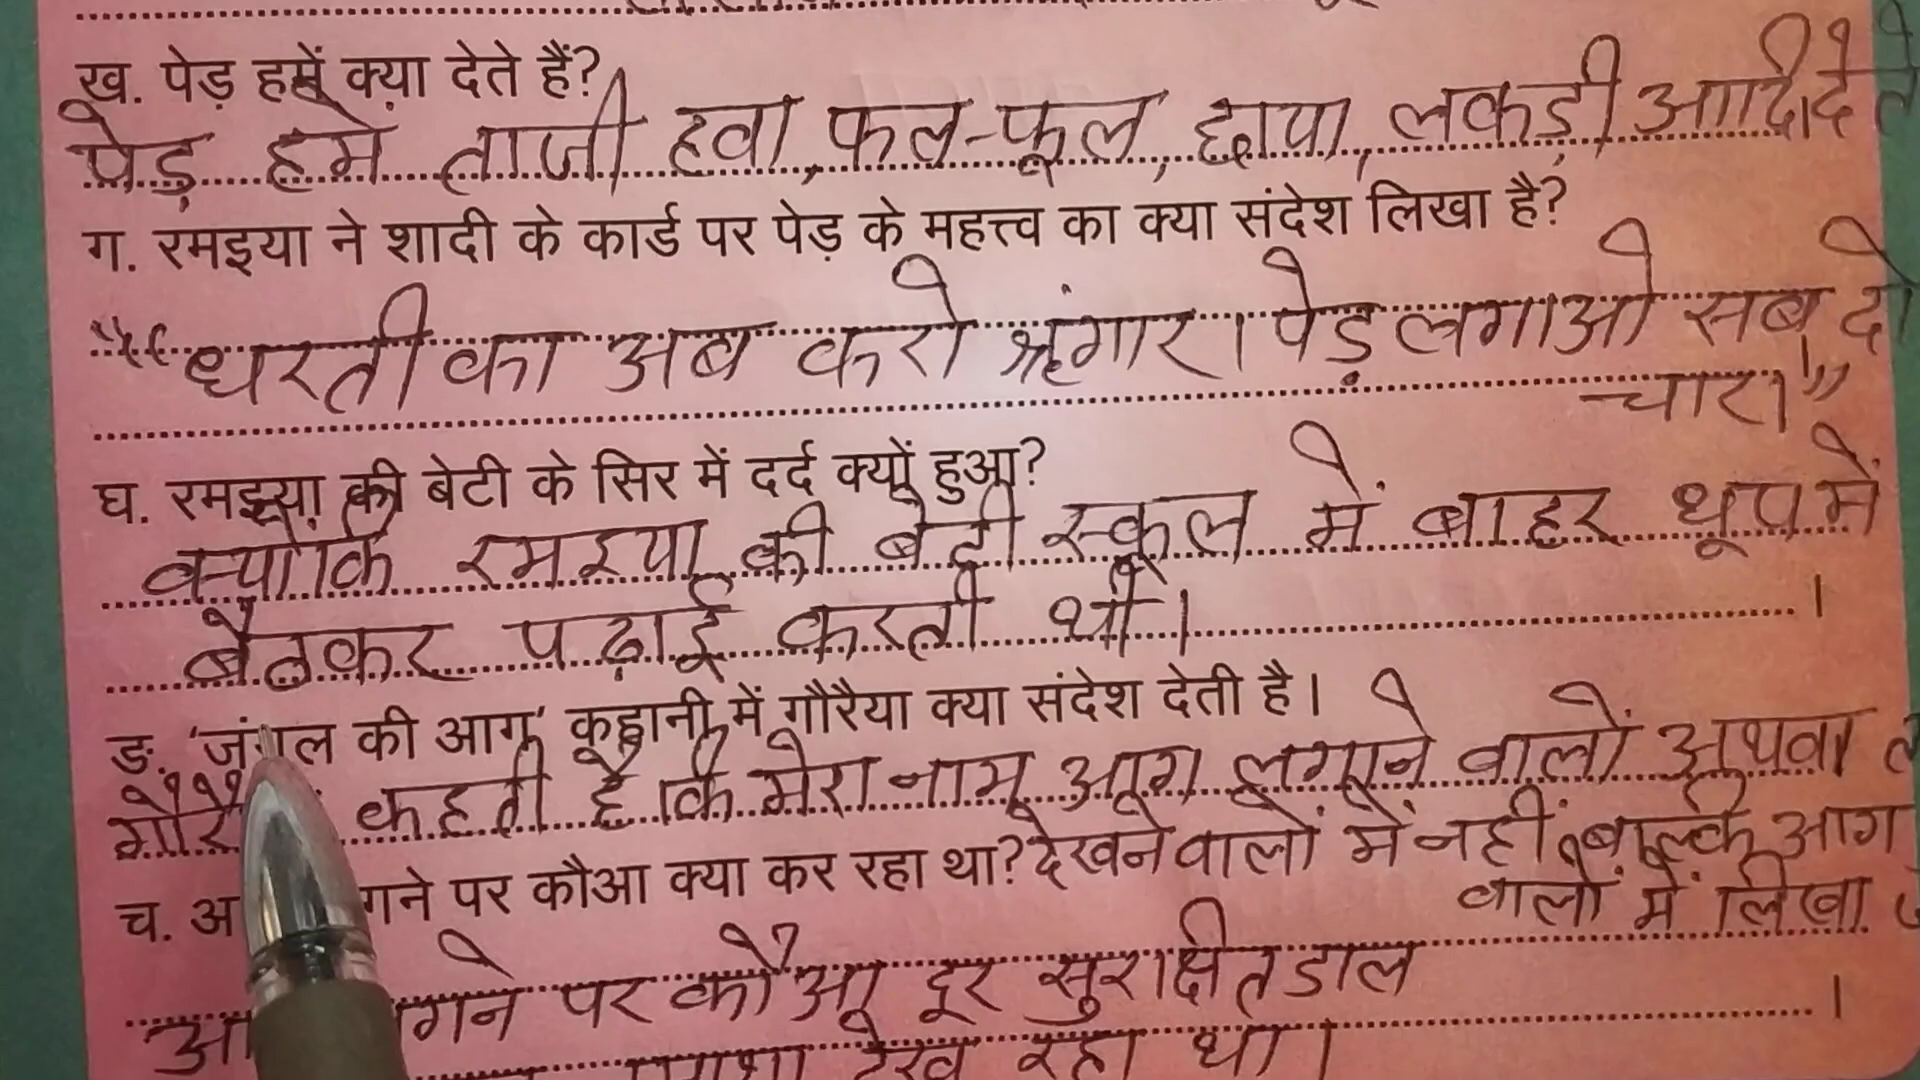 ख. पेड़ हमें क्या देते हैं?
पेड़ हमें ताजी हवा, फल-फूल, छाया, लकड़ी आदि देते
ग. रमइया ने शादी के कार्ड पर पेड़ के महत्त्व का क्या संदेश लिखा है?
"धरती का अब करो श्रृंगार। पेड़ लगाओ सब दो
चार।"
घ. रमइया की बेटी के सिर में दर्द क्यों हुआ?
क्योंकि रमइया की बेटी स्कूल में बाहर धूप में
बैठकर पढ़ाई करती थी।
ङ. 'जंगल की आग' कहानी में गौरैया क्या संदेश देती है।
कहती है कि मेरा नाम आग लगाने वालों अथवा
देखने वालों में नहीं, बल्कि आग
वालों में लिखा
च. गने पर कौआ क्या कर रहा था?
गने पर कौआ दूर सुरक्षित डाल
देख रहा था।